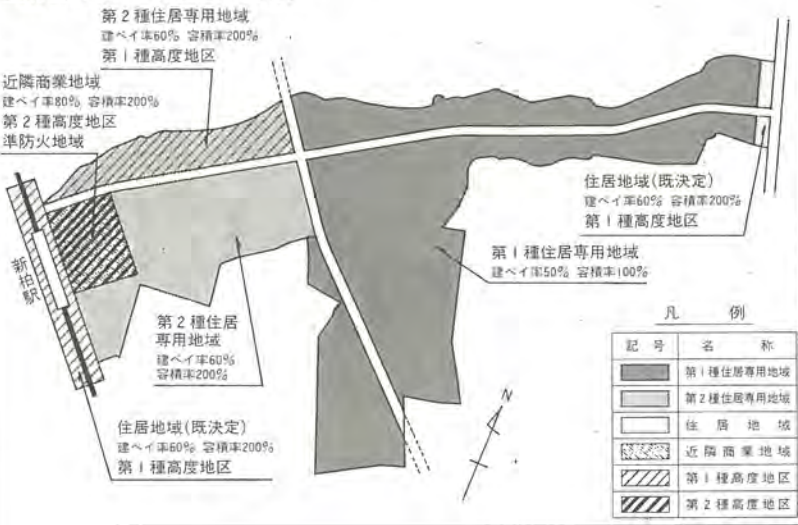 第2種住居専用地域
建ペイ率60% 容積率200%
第1種高度地区
近隣商業地域
建ペイ率80% 容積率200%
第2種高度地区
準防火地域
新柏駅
住居地域(既決定)
建ペイ率60% 容積率200%
第1種高度地区
第1種住居専用地域
建ペイ率50% 容積率100%
第2種住居
専用地域
建ペイ率60%
容積率200%
住居地域(既決定)
建ペイ率60% 容積率200%
第1種高度地区
N
凡例
記号 名称
第1種住居専用地域
第2種住居専用地域
住居地域
近隣商業地域
第1種高度地区
第2種高度地区